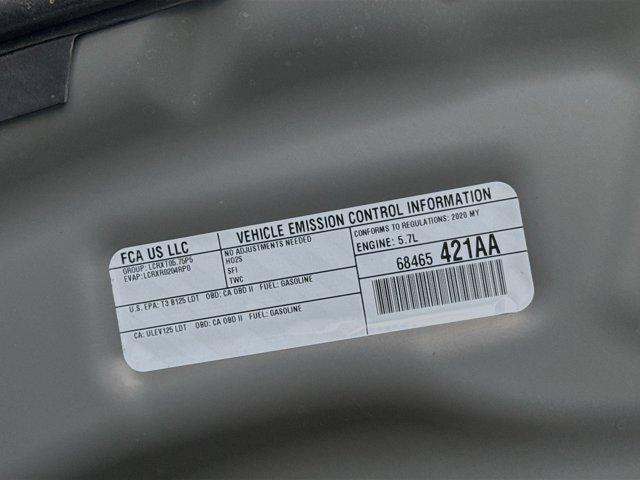 FCA US LLC
GROUP: LCRXT05.75P5
EVAP: LCRXR0204RP0
VEHICLE EMISSION CONTROL INFORMATION
NO ADJUSTMENTS NEEDED
HO2S
SFI
TWC
CONFORMS TO REGULATIONS: 2020 MY
ENGINE: 5.7L
68465 421AA
U.S. EPA: T3 B125 LDT OBD: CA OBD II FUEL: GASOLINE
CA: ULEV125 LDT OBD: CA OBD II FUEL: GASOLINE